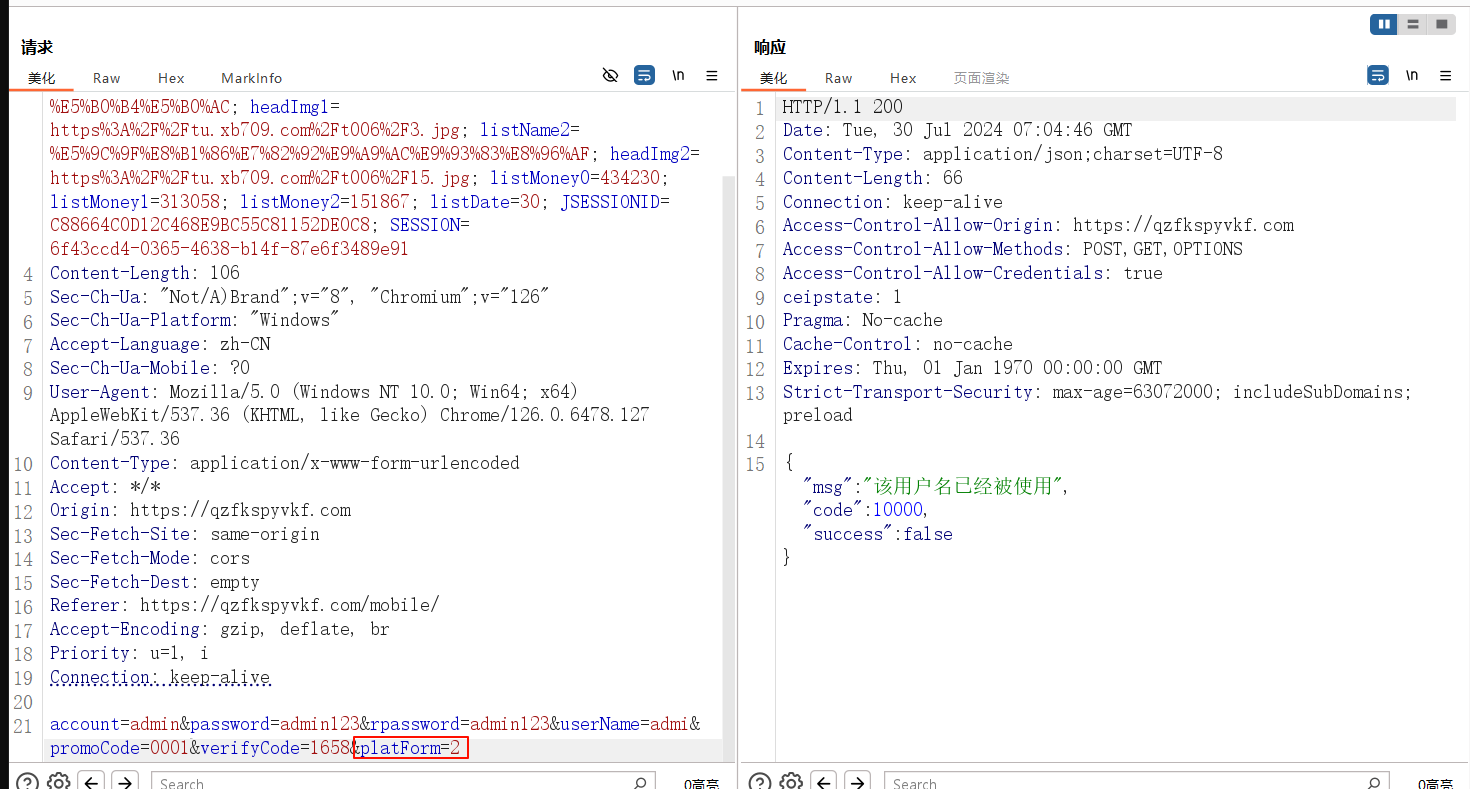 请求
美化 Raw Hex MarkInfo \n
%E5%B0%B4%E5%B0%AC; headImg1=
https%3A%2F%2Ftu.xb709.com%2Ft006%2F3.jpg; listName2=
%E5%9C%9F%E8%B1%86%E7%82%92%E9%A9%AC%E9%93%83%E8%96%AF; headImg2=
https%3A%2F%2Ftu.xb709.com%2Ft006%2F15.jpg; listMoney0=434230;
listMoney1=313058; listMoney2=151867; listDate=30; JSESSIONID=
C88664C0D12C468E9BC55C81152DE0C8; SESSION=
6f43ccd4-0365-4638-b14f-87e6f3489e91
4 Content-Length: 106
5 Sec-Ch-Ua: "Not/A)Brand";v="8", "Chromium";v="126"
6 Sec-Ch-Ua-Platform: "Windows"
7 Accept-Language: zh-CN
8 Sec-Ch-Ua-Mobile: ?0
9 User-Agent: Mozilla/5.0 (Windows NT 10.0; Win64; x64)
AppleWebKit/537.36 (KHTML, like Gecko) Chrome/126.0.6478.127
Safari/537.36
10 Content-Type: application/x-www-form-urlencoded
11 Accept: */*
12 Origin: https://qzfkspyvkf.com
13 Sec-Fetch-Site: same-origin
14 Sec-Fetch-Mode: cors
15 Sec-Fetch-Dest: empty
16 Referer: https://qzfkspyvkf.com/mobile/
17 Accept-Encoding: gzip, deflate, br
18 Priority: u=1, i
19 Connection: keep-alive
20
21 account=admin&password=admin123&rpassword=admin123&userName=admi&
promoCode=0001&verifyCode=1658&platForm=2
Search 0高亮
响应
美化 Raw Hex 页面渲染 \n
1 HTTP/1.1 200
2 Date: Tue, 30 Jul 2024 07:04:46 GMT
3 Content-Type: application/json;charset=UTF-8
4 Content-Length: 66
5 Connection: keep-alive
6 Access-Control-Allow-Origin: https://qzfkspyvkf.com
7 Access-Control-Allow-Methods: POST,GET,OPTIONS
8 Access-Control-Allow-Credentials: true
9 ceipstate: 1
10 Pragma: No-cache
11 Cache-Control: no-cache
12 Expires: Thu, 01 Jan 1970 00:00:00 GMT
13 Strict-Transport-Security: max-age=63072000; includeSubDomains;
preload
14
15 {
"msg":"该用户名已经被使用",
"code":10000,
"success":false
}
Search 0高亮